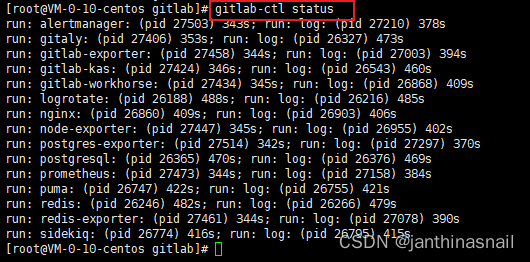 [root@VM-0-10-centos gitlab]# gitlab-ctl status
run: alertmanager: (pid 27503) 343s; run: log: (pid 27210) 378s
run: gitaly: (pid 27406) 353s; run: log: (pid 26327) 473s
run: gitlab-exporter: (pid 27458) 344s; run: log: (pid 27003) 394s
run: gitlab-kas: (pid 27424) 346s; run: log: (pid 26543) 460s
run: gitlab-workhorse: (pid 27434) 345s; run: log: (pid 26868) 409s
run: logrotate: (pid 26188) 488s; run: log: (pid 26216) 485s
run: nginx: (pid 26860) 409s; run: log: (pid 26903) 406s
run: node-exporter: (pid 27447) 345s; run: log: (pid 26955) 402s
run: postgres-exporter: (pid 27514) 342s; run: log: (pid 27297) 370s
run: postgresql: (pid 26365) 470s; run: log: (pid 26376) 469s
run: prometheus: (pid 27473) 344s; run: log: (pid 27158) 384s
run: puma: (pid 26747) 422s; run: log: (pid 26755) 421s
run: redis: (pid 26246) 482s; run: log: (pid 26266) 479s
run: redis-exporter: (pid 27461) 344s; run: log: (pid 27078) 390s
run: sidekiq: (pid 26774) 416s; run: log: (pid 26795) 415s
[root@VM-0-10-centos gitlab]#
CSDN @janthinasnail